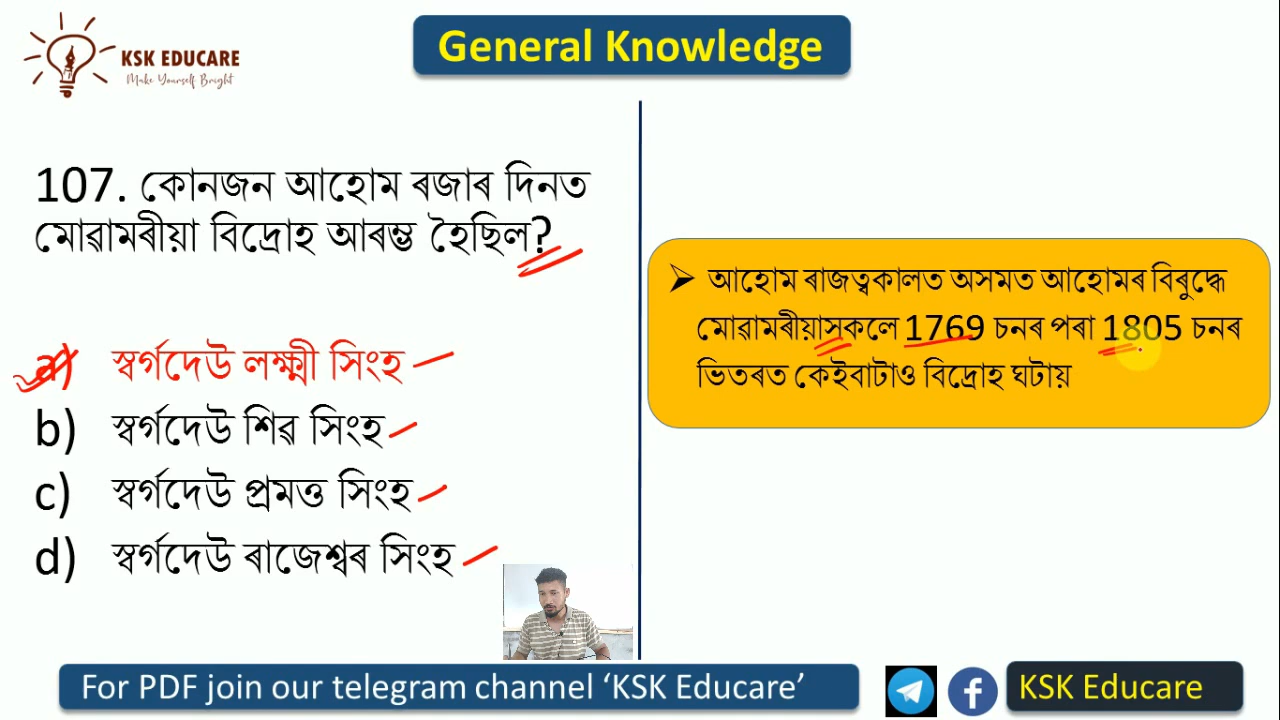 KSK EDUCARE
Make Yourself Bright
General Knowledge
107. কোনজন আহোম ৰজাৰ দিনত
মোৱামৰীয়া বিদ্ৰোহ আৰম্ভ হৈছিল?
a) স্বৰ্গদেউ লক্ষ্মী সিংহ
b) স্বৰ্গদেউ শিৱ সিংহ
c) স্বৰ্গদেউ প্ৰমত্ত সিংহ
d) স্বৰ্গদেউ ৰাজেশ্বৰ সিংহ
➢ আহোম ৰাজত্বকালত অসমত আহোমৰ বিৰুদ্ধে
মোৱামৰীয়াসকলে 1769 চনৰ পৰা 1805 চনৰ
ভিতৰত কেইবাটাও বিদ্ৰোহ ঘটায়
For PDF join our telegram channel ‘KSK Educare’
KSK Educare